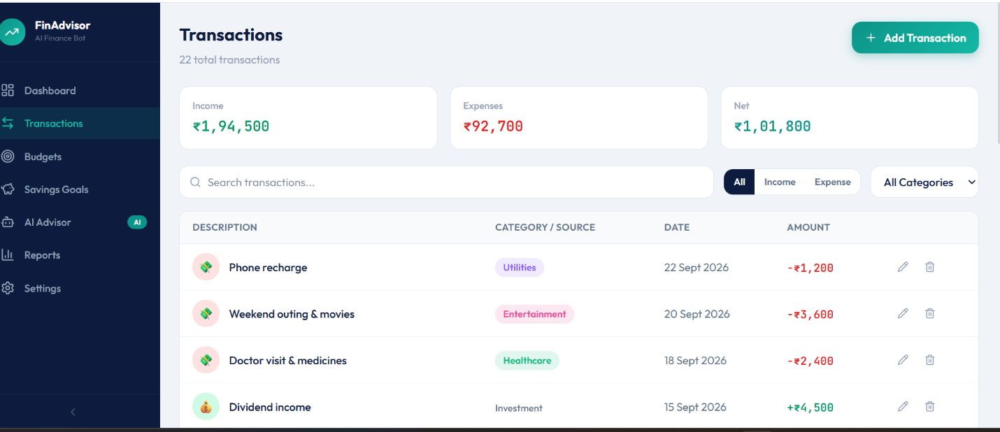 FinAdvisor
AI Finance Bot
Dashboard
Transactions
Budgets
Savings Goals
AI Advisor AI
Reports
Settings
Transactions
22 total transactions
+ Add Transaction
Income
₹1,94,500
Expenses
₹92,700
Net
₹1,01,800
Search transactions...
All Income Expense
All Categories
DESCRIPTION CATEGORY / SOURCE DATE AMOUNT
Phone recharge Utilities 22 Sept 2026 -₹1,200
Weekend outing & movies Entertainment 20 Sept 2026 -₹3,600
Doctor visit & medicines Healthcare 18 Sept 2026 -₹2,400
Dividend income Investment 15 Sept 2026 +₹4,500